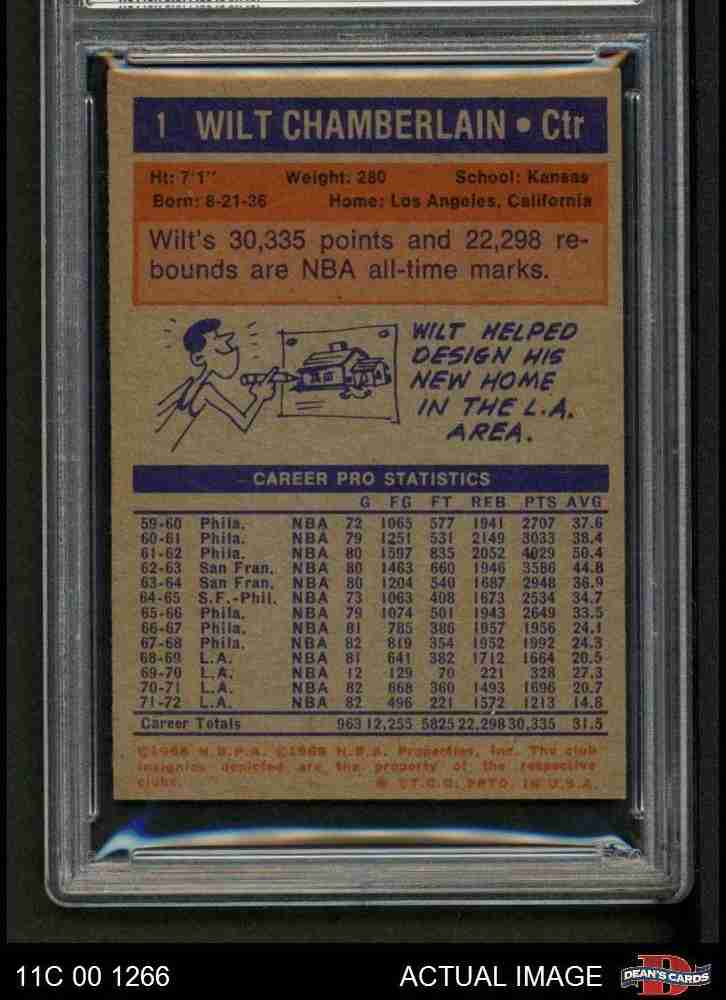 1 WILT CHAMBERLAIN • Ctr
Ht: 7'1" Weight: 280 School: Kansas
Born: 8-21-36 Home: Los Angeles, California
Wilt's 30,335 points and 22,298 re-
bounds are NBA all-time marks.
WILT HELPED
DESIGN HIS
NEW HOME
IN THE L.A.
AREA.
CAREER PRO STATISTICS
G FG FT REB PTS AVG
59-60 Phila. NBA 72 1065 577 1941 2707 37.6
60-61 Phila. NBA 79 1251 531 2149 3033 38.4
61-62 Phila. NBA 80 1597 835 2052 4029 50.4
62-63 San Fran. NBA 80 1463 660 1946 3586 44.8
63-64 San Fran. NBA 80 1204 540 1687 2948 36.9
64-65 S.F.-Phil. NBA 73 1063 408 1673 2534 34.7
65-66 Phila. NBA 79 1074 501 1943 2649 33.5
66-67 Phila. NBA 81 785 386 1957 1956 24.1
67-68 Phila. NBA 82 819 354 1952 1992 24.3
68-69 L.A. NBA 81 641 382 1712 1664 20.5
69-70 L.A. NBA 12 129 70 221 328 27.3
70-71 L.A. NBA 82 668 360 1493 1696 20.7
71-72 L.A. NBA 82 496 221 1572 1213 14.8
Career Totals 963 12,255 5825 22,298 30,335 31.5
N.B.P.A. N.B.A. Properties, Inc. The club
insignias depicted are the property of the respective
clubs. © T.C.G. PRTD. IN U.S.A.
11C 00 1266 ACTUAL IMAGE
DEAN'S CARDS